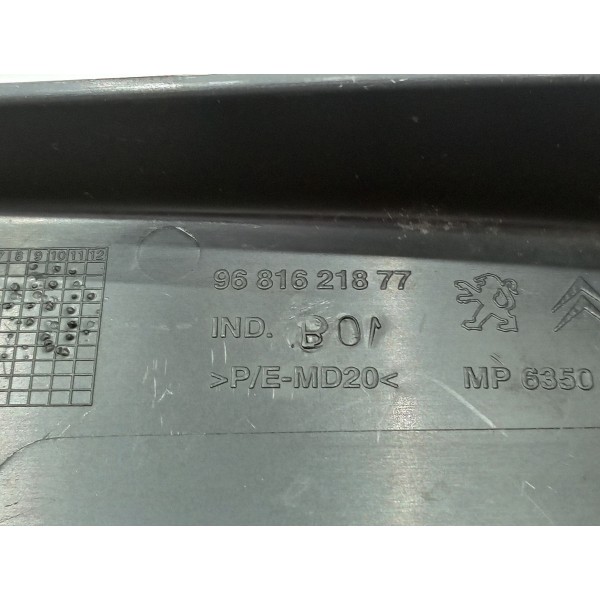 7 8 9 10 11 12
96 816 218 77
IND. B01
>P/E-MD20<
MP 6350